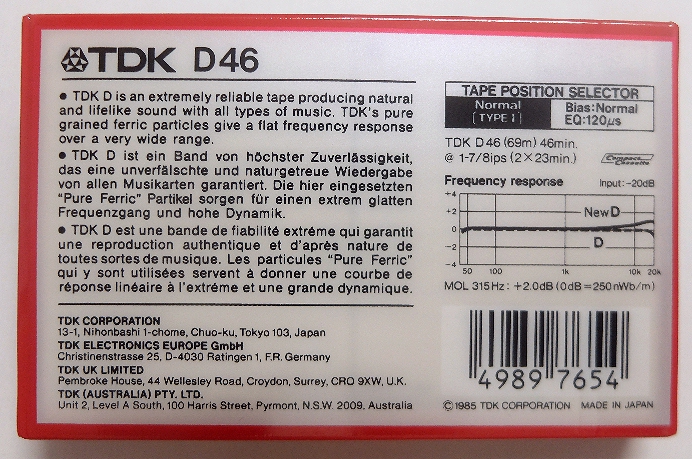 TDK D46
• TDK D is an extremely reliable tape producing natural
and lifelike sound with all types of music. TDK's pure
grained ferric particles give a flat frequency response
over a very wide range.
• TDK D ist ein Band von höchster Zuverlässigkeit,
das eine unverfälschte und naturgetreue Wiedergabe
von allen Musikarten garantiert. Die hier eingesetzten
"Pure Ferric" Partikel sorgen für einen extrem glatten
Frequenzgang und hohe Dynamik.
• TDK D est une bande de fiabilité extréme qui garantit
une reproduction authentique et d'après nature de
toutes sortes de musique. Les particules "Pure Ferric"
qui y sont utilisées servent à donner une courbe de
réponse linéaire à l'extréme et une grande dynamique.
TDK CORPORATION
13-1, Nihonbashi 1-chome, Chuo-ku, Tokyo 103, Japan
TDK ELECTRONICS EUROPE GmbH
Christinenstrasse 25, D-4030 Ratingen 1, F.R. Germany
TDK UK LIMITED
Pembroke House, 44 Wellesley Road, Croydon, Surrey, CRO 9XW, U.K.
TDK (AUSTRALIA) PTY. LTD.
Unit 2, Level A South, 100 Harris Street, Pyrmont, N.S.W. 2009, Australia
TAPE POSITION SELECTOR
Normal
[TYPE I]
Bias:Normal
EQ:120µs
TDK D46 (69m) 46min.
@ 1-7/8ips (2×23min.)
Compact Cassette
Frequency response Input: -20dB
+4
+2
0
-2
-4
New D
D
50 100 1k 10k 20k
MOL 315Hz: +2.0dB (0dB=250nWb/m)
4989 7654
©1985 TDK CORPORATION MADE IN JAPAN